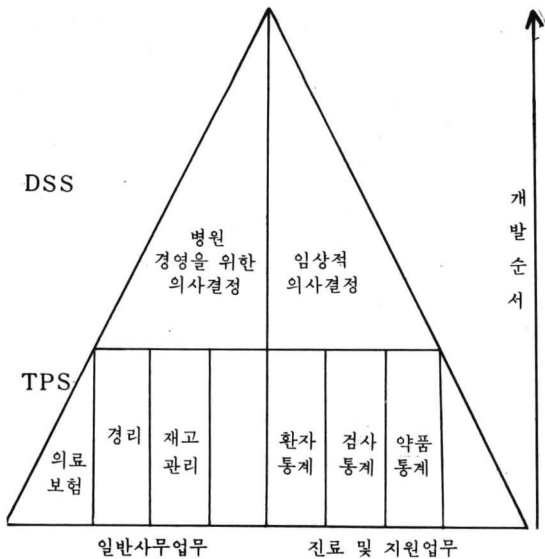 DSS
병원
경영을 위한
의사결정
임상적
의사결정
개
발
순
서
TPS
의료
보험
경리
재고
관리
환자
통계
검사
통계
약품
통계
일반사무업무
진료 및 지원업무